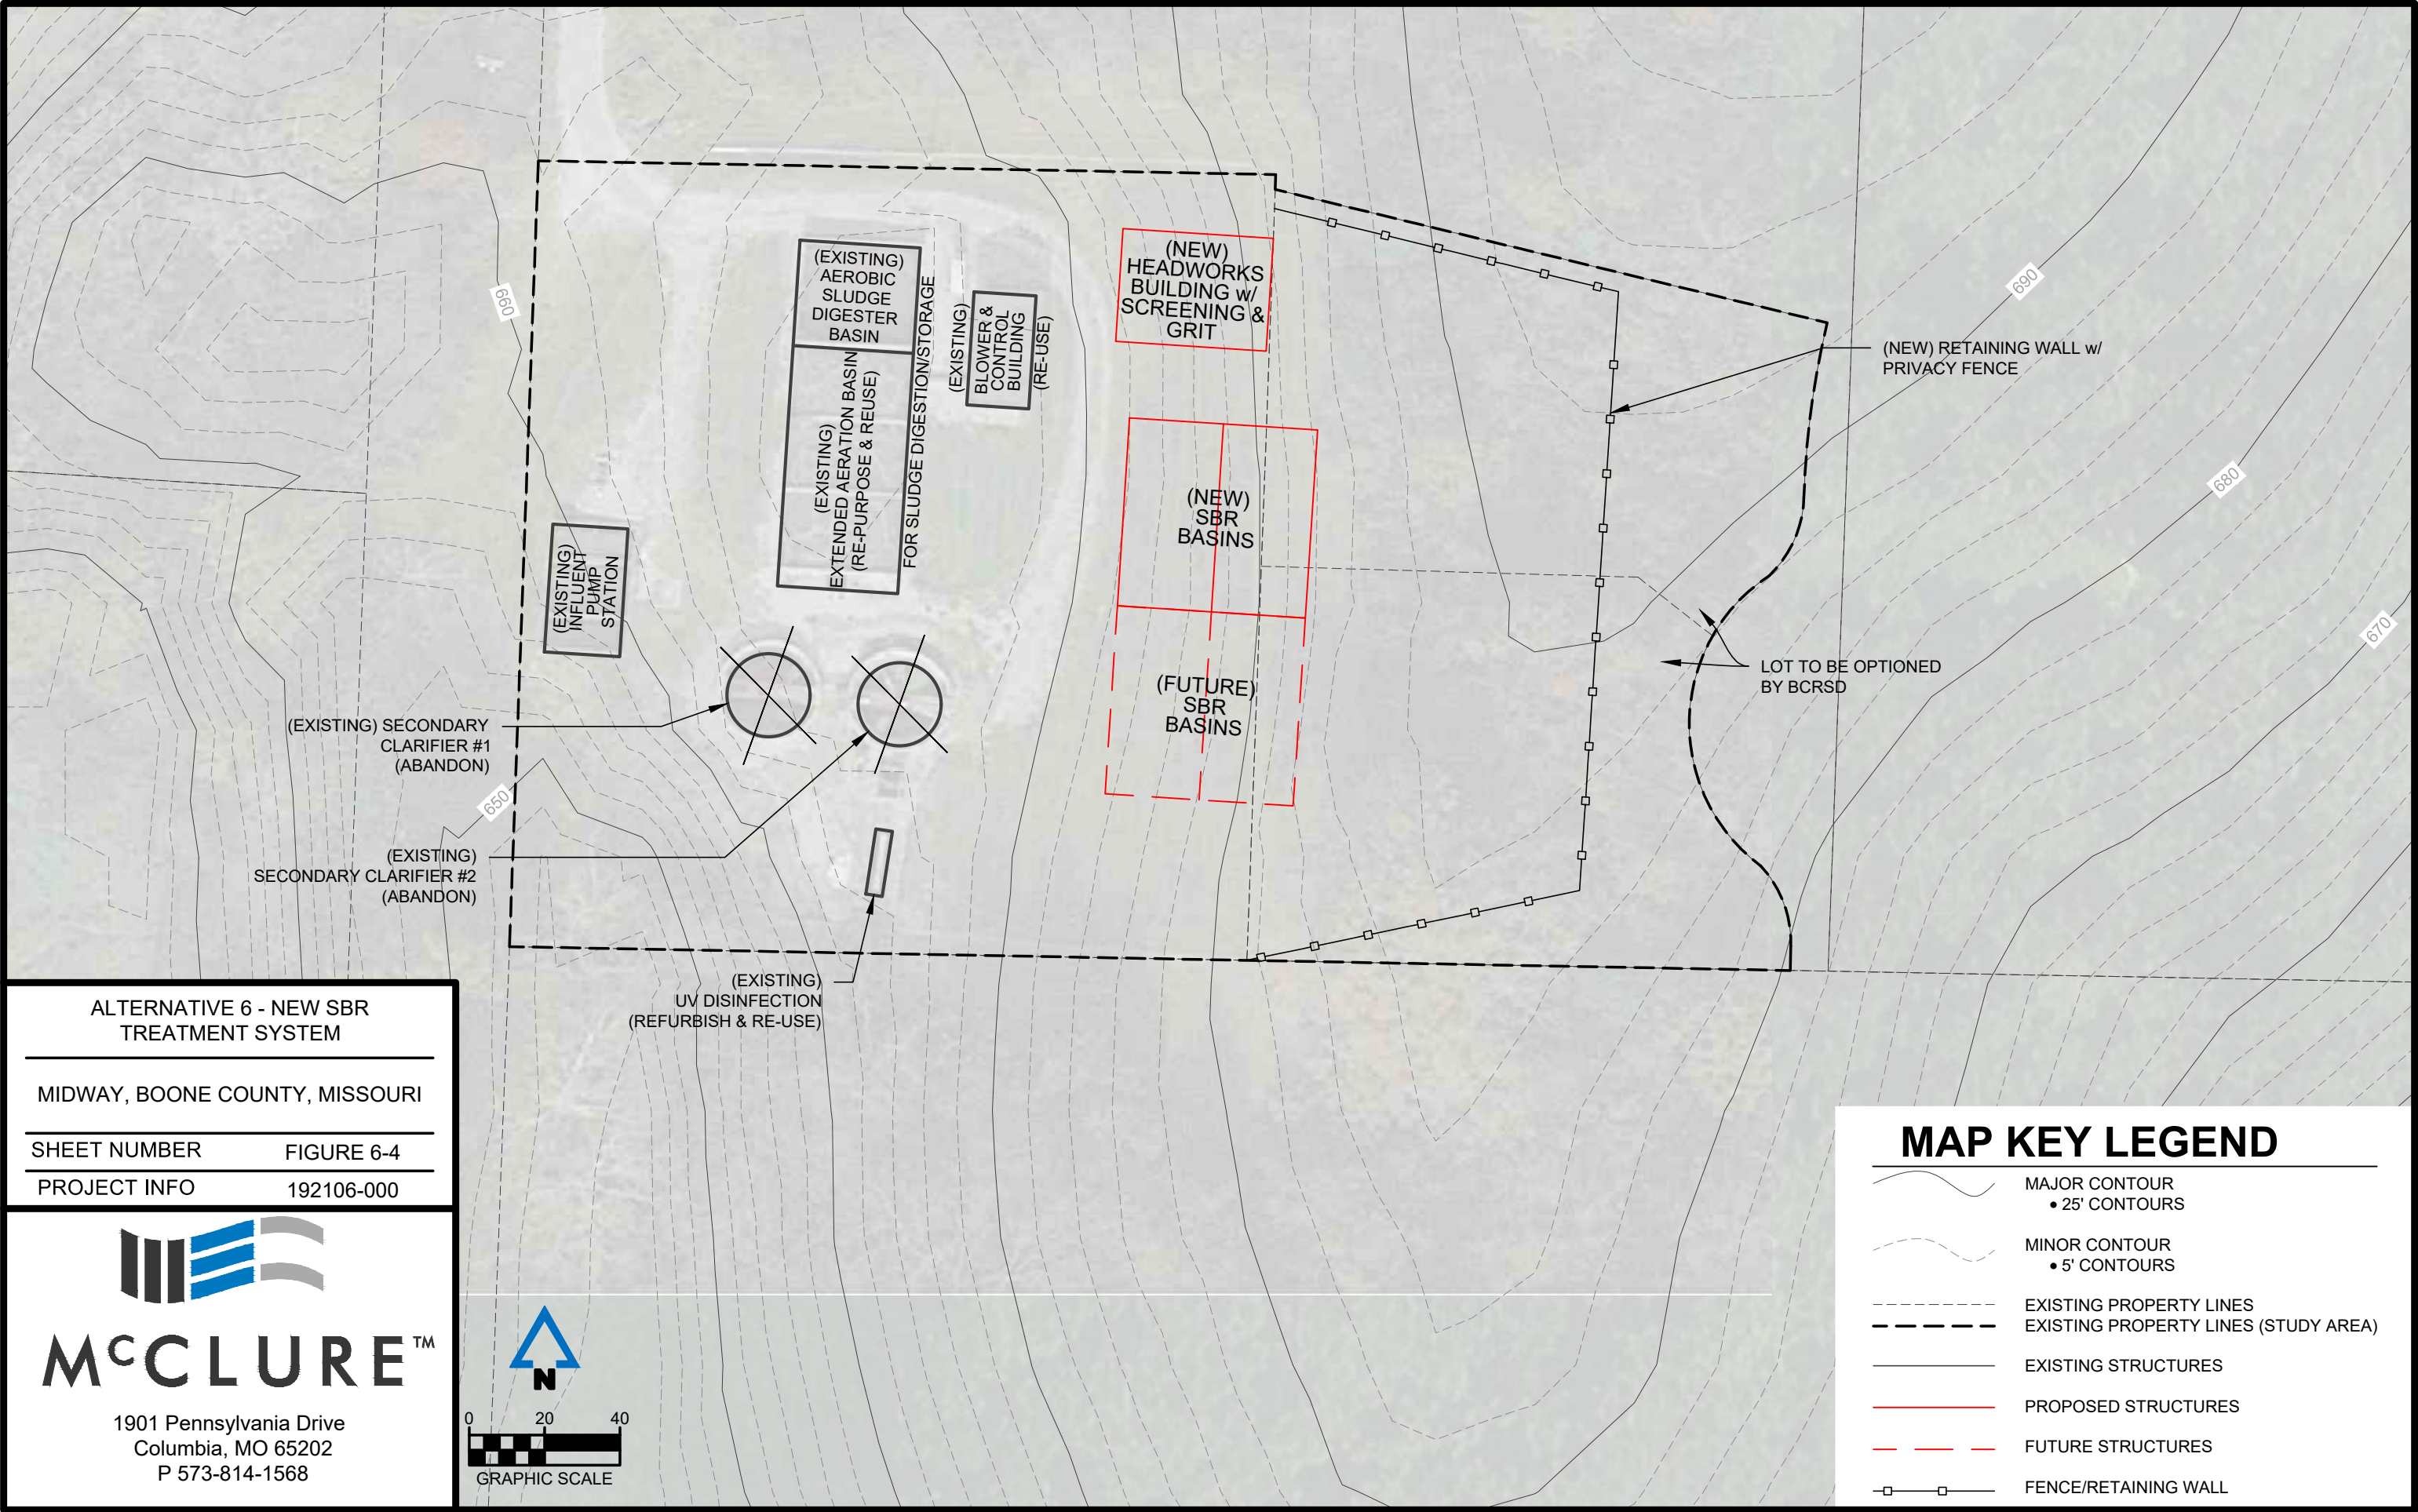 (EXISTING)
AEROBIC
SLUDGE
DIGESTER
BASIN
(EXISTING)
EXTENDED AERATION BASIN
(RE-PURPOSE & REUSE)
FOR SLUDGE DIGESTION/STORAGE
(EXISTING)
BLOWER &
CONTROL
BUILDING
(RE-USE)
(NEW)
HEADWORKS
BUILDING w/
SCREENING &
GRIT
660
690
(NEW) RETAINING WALL w/
PRIVACY FENCE
680
(NEW)
SBR
BASINS
(EXISTING)
INFLUENT
PUMP
STATION
670
LOT TO BE OPTIONED
BY BCRSD
(FUTURE)
SBR
BASINS
(EXISTING) SECONDARY
CLARIFIER #1
(ABANDON)
650
(EXISTING)
SECONDARY CLARIFIER #2
(ABANDON)
(EXISTING)
UV DISINFECTION
(REFURBISH & RE-USE)
ALTERNATIVE 6 - NEW SBR
TREATMENT SYSTEM
MIDWAY, BOONE COUNTY, MISSOURI
SHEET NUMBER FIGURE 6-4
PROJECT INFO 192106-000
McCLURE™
1901 Pennsylvania Drive
Columbia, MO 65202
P 573-814-1568
N
0 20 40
GRAPHIC SCALE
MAP KEY LEGEND
MAJOR CONTOUR
• 25' CONTOURS
MINOR CONTOUR
• 5' CONTOURS
EXISTING PROPERTY LINES
EXISTING PROPERTY LINES (STUDY AREA)
EXISTING STRUCTURES
PROPOSED STRUCTURES
FUTURE STRUCTURES
FENCE/RETAINING WALL